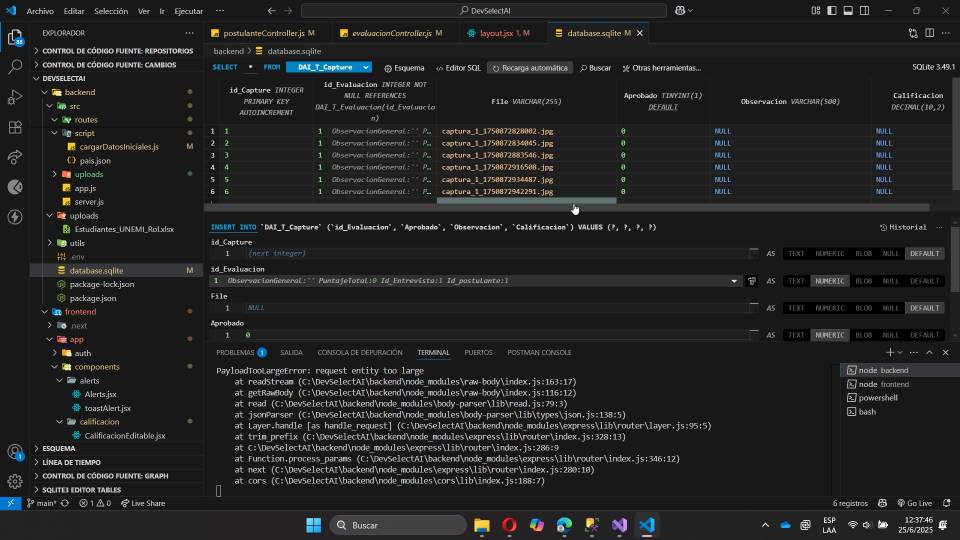 Archivo Editar Selección Ver Ir Ejecutar ...
DevSelectAI
EXPLORADOR ...
CONTROL DE CÓDIGO FUENTE: REPOSITORIOS
CONTROL DE CÓDIGO FUENTE: CAMBIOS
DEVSELECTAI
backend
src
routes
script
cargarDatosIniciales.js M
pais.json
uploads
app.js
server.js
uploads
Estudiantes_UNEMI_Rol.xlsx
utils
.env
database.sqlite M
package-lock.json
package.json
frontend
.next
app
auth
components
alerts
Alerts.jsx
toastAlert.jsx
calificacion
CalificacionEditable.jsx
ESQUEMA
LÍNEA DE TIEMPO
CONTROL DE CÓDIGO FUENTE: GRAPH
SQLITE3 EDITOR TABLES
postulanteController.js M
evaluacionController.js M
layout.jsx 1, M
database.sqlite M
backend > database.sqlite
SELECT * FROM DAI_T_Capture Esquema Editor SQL Recarga automática Buscar Otras herramientas... SQLite 3.49.1
id_Capture INTEGER PRIMARY KEY AUTOINCREMENT
id_Evaluacion INTEGER NOT NULL REFERENCES DAI_T_Evaluacion(id_Evaluacion)
File VARCHAR(255)
Aprobado TINYINT(1) DEFAULT
Observacion VARCHAR(500)
Calificacion DECIMAL(10,2)
1 1 1 ObservacionGeneral:'' P... captura_1_1750872828002.jpg 0 NULL NULL
2 2 1 ObservacionGeneral:'' P... captura_1_1750872834045.jpg 0 NULL NULL
3 3 1 ObservacionGeneral:'' P... captura_1_1750872883546.jpg 0 NULL NULL
4 4 1 ObservacionGeneral:'' P... captura_1_1750872916508.jpg 0 NULL NULL
5 5 1 ObservacionGeneral:'' P... captura_1_1750872934487.jpg 0 NULL NULL
6 6 1 ObservacionGeneral:'' P... captura_1_1750872942291.jpg 0 NULL NULL
INSERT INTO `DAI_T_Capture` (`id_Evaluacion`, `Aprobado`, `Observacion`, `Calificacion`) VALUES (?, ?, ?, ?) Historial ...
id_Capture
1 (next integer) AS TEXT NUMERIC BLOB NULL DEFAULT
id_Evaluacion
1 ObservacionGeneral:'' PuntajeTotal:0 Id_Entrevista:1 Id_postulante:1 AS TEXT NUMERIC BLOB NULL DEFAULT
File
1 NULL AS TEXT NUMERIC BLOB NULL DEFAULT
Aprobado
1 0 AS TEXT NUMERIC BLOB NULL DEFAULT
PROBLEMAS 1 SALIDA CONSOLA DE DEPURACIÓN TERMINAL PUERTOS POSTMAN CONSOLE
PayloadTooLargeError: request entity too large
at readStream (C:\DevSelectAI\backend\node_modules\raw-body\index.js:163:17)
at getRawBody (C:\DevSelectAI\backend\node_modules\raw-body\index.js:116:12)
at read (C:\DevSelectAI\backend\node_modules\body-parser\lib\read.js:79:3)
at jsonParser (C:\DevSelectAI\backend\node_modules\body-parser\lib\types\json.js:138:5)
at Layer.handle [as handle_request] (C:\DevSelectAI\backend\node_modules\express\lib\router\layer.js:95:5)
at trim_prefix (C:\DevSelectAI\backend\node_modules\express\lib\router\index.js:328:13)
at C:\DevSelectAI\backend\node_modules\express\lib\router\index.js:286:9
at Function.process_params (C:\DevSelectAI\backend\node_modules\express\lib\router\index.js:346:12)
at next (C:\DevSelectAI\backend\node_modules\express\lib\router\index.js:280:10)
at cors (C:\DevSelectAI\backend\node_modules\cors\lib\index.js:188:7)
node backend
node frontend
powershell
bash
main* 1 0 Live Share 6 registros Go Live
Buscar
ESP
LAA
12:37:46
25/6/2025